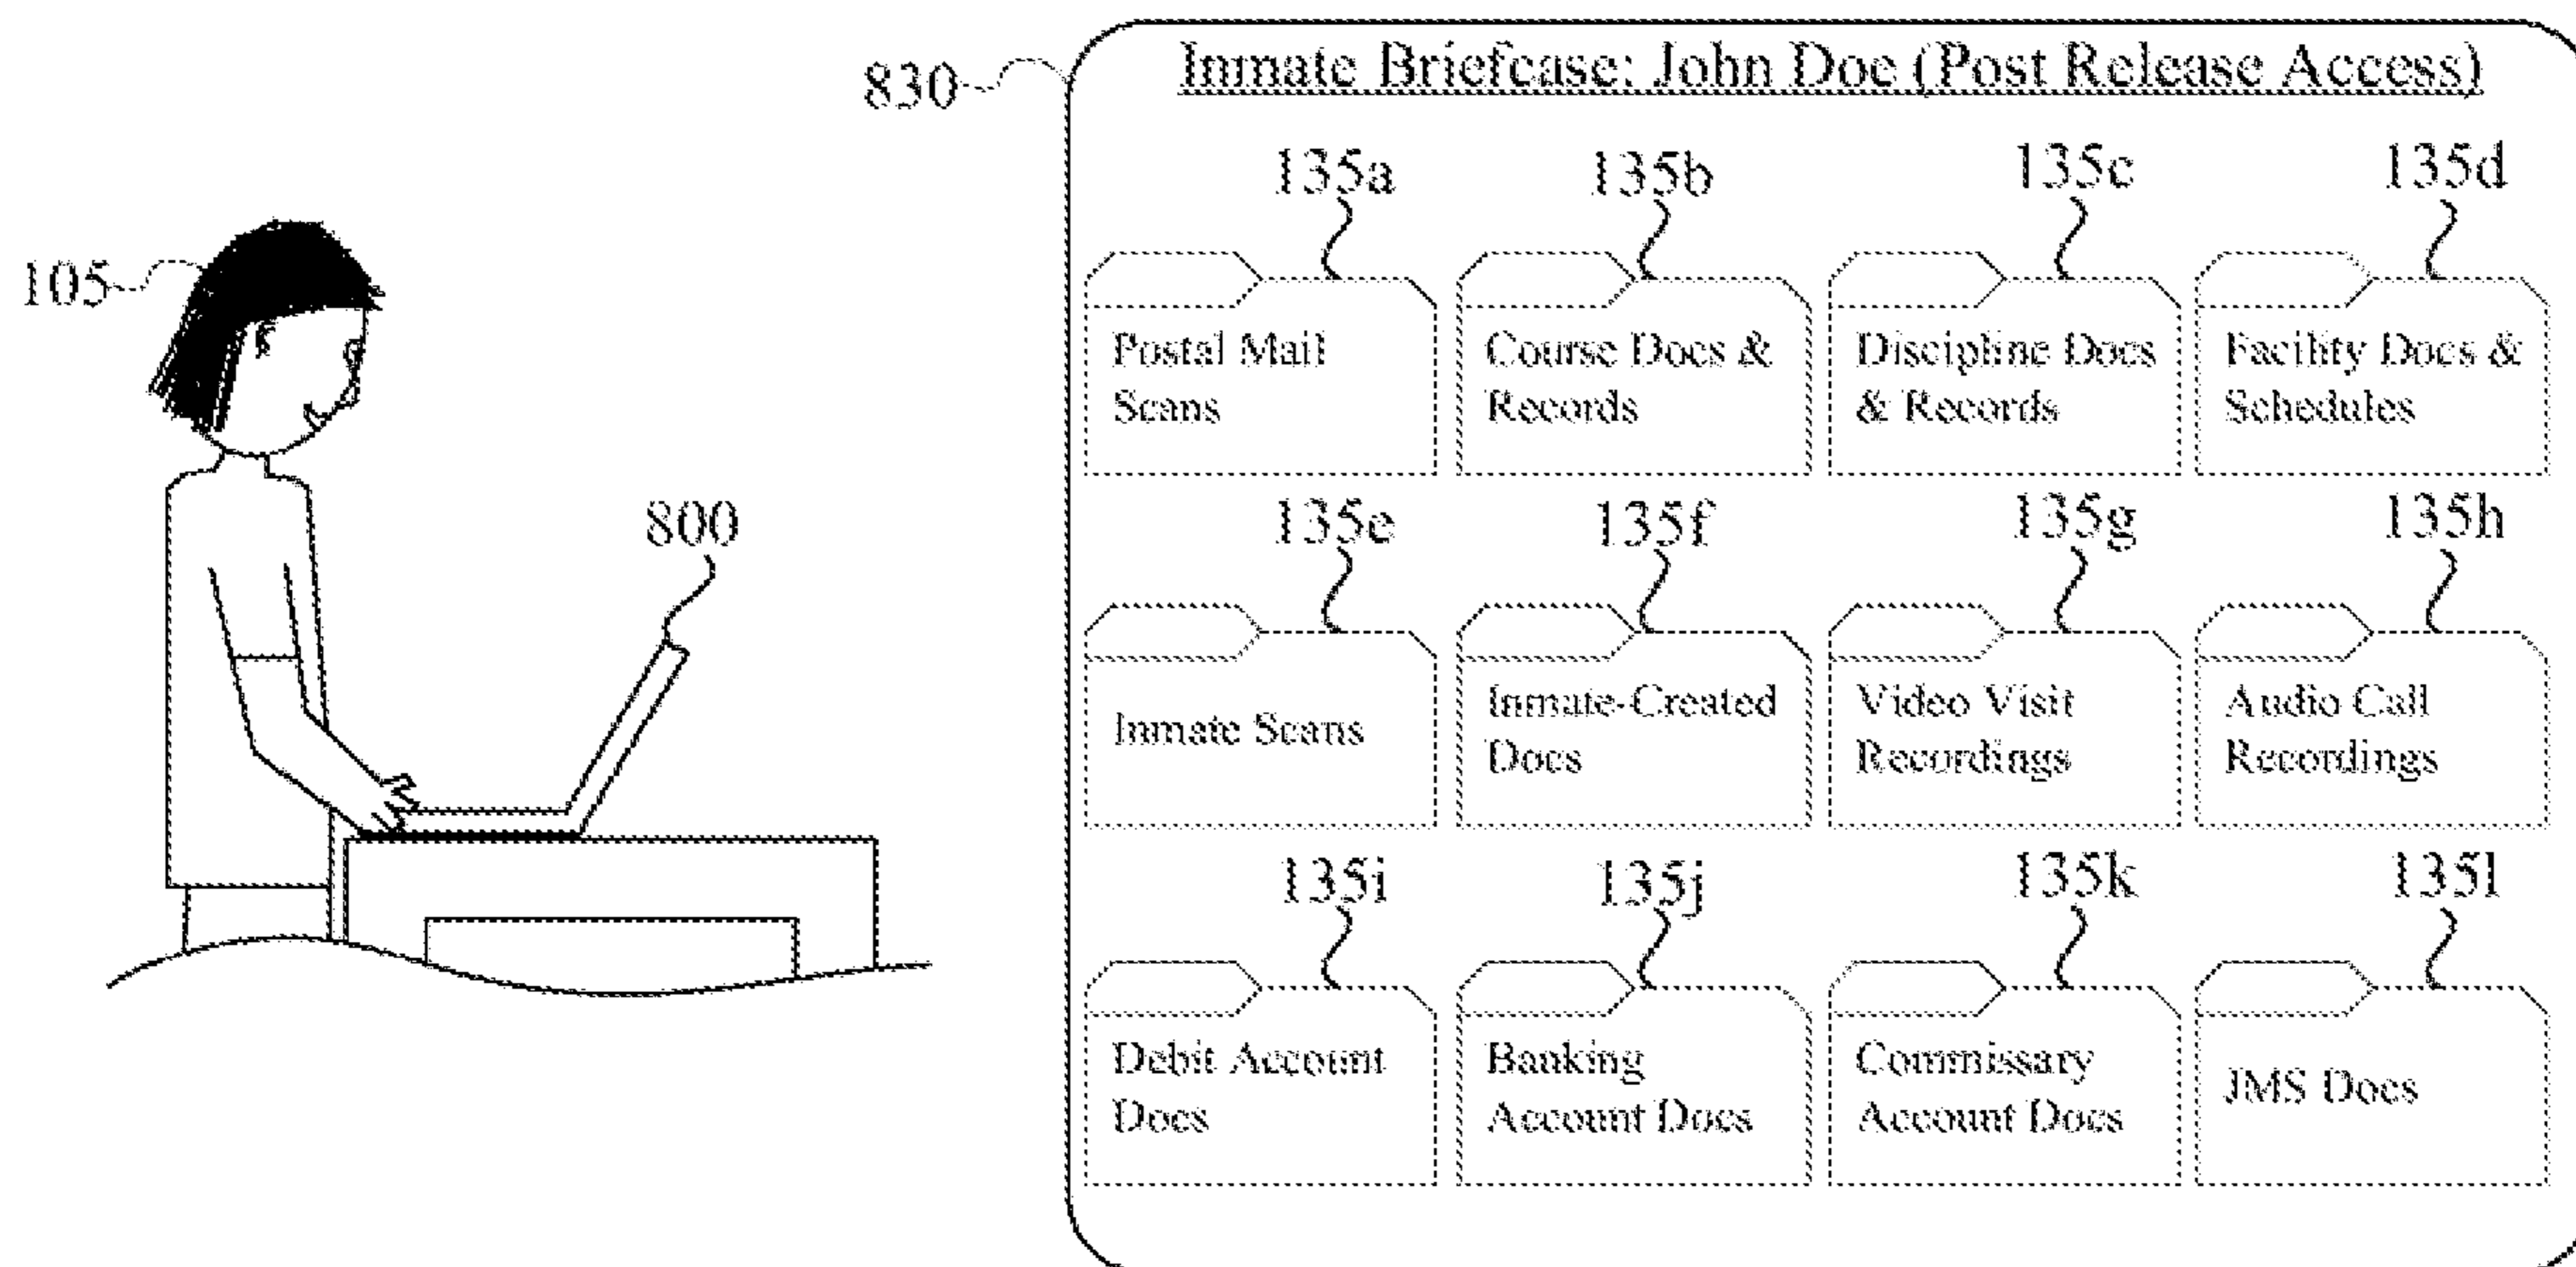 830
Inmate Briefcase: John Doe (Post Release Access)
105
800
135a 135b 135c 135d
Postal Mail
Scans
Course Docs &
Records
Discipline Docs
& Records
Facility Docs &
Schedules
135e 135f 135g 135h
Inmate Scans
Inmate-Created
Docs
Video Visit
Recordings
Audio Call
Recordings
135i 135j 135k 135l
Debit Account
Docs
Banking
Account Docs
Commissary
Account Docs
JMS Docs